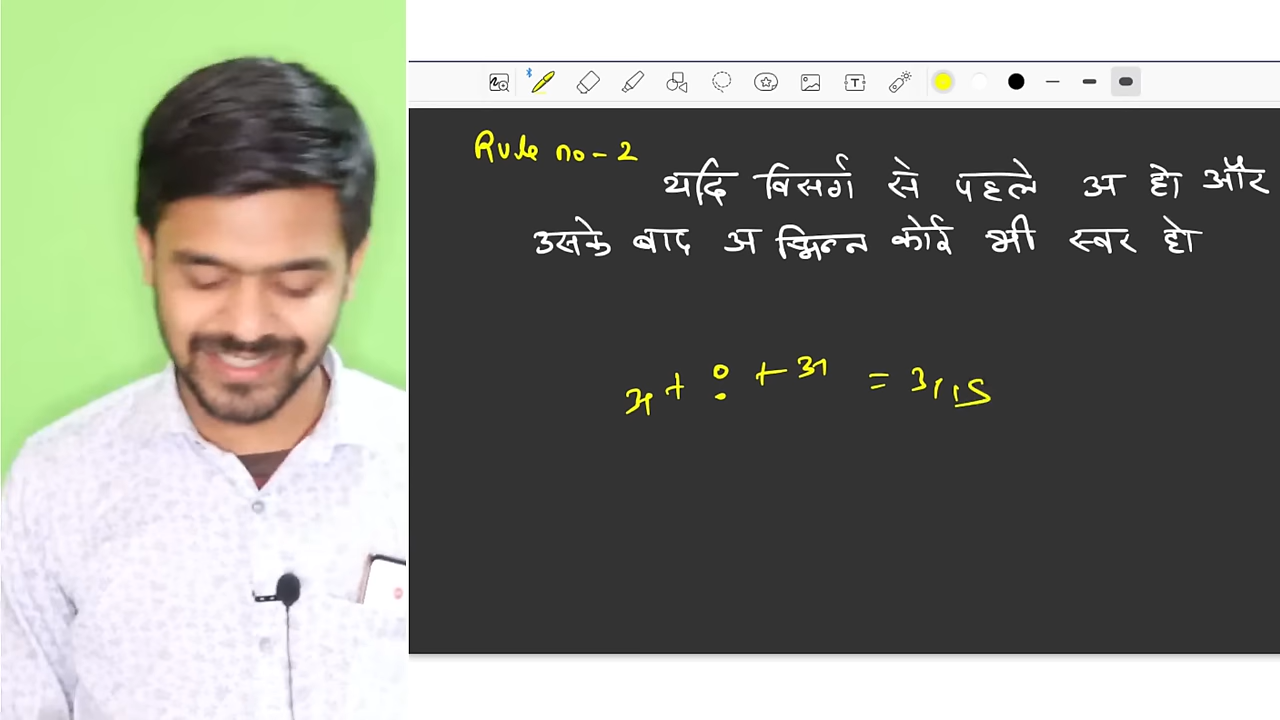 Rule no-2
यदि विसर्ग से पहले अ हो और
उसके बाद अ भिन्न कोई भी स्वर हो
अ + : + अ =